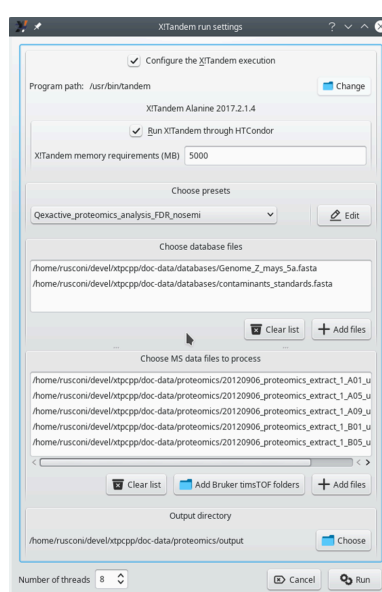 X!Tandem run settings
Configure the X!Tandem execution
Program path: /usr/bin/tandem
Change
X!Tandem Alanine 2017.2.1.4
Run X!Tandem through HTCondor
X!Tandem memory requirements (MB) 5000
Choose presets
Qexactive_proteomics_analysis_FDR_nosemi
Edit
Choose database files
/home/rusconi/devel/xtpcpp/doc-data/databases/Genome_Z_mays_5a.fasta
/home/rusconi/devel/xtpcpp/doc-data/databases/contaminants_standards.fasta
Clear list Add files
Choose MS data files to process
/home/rusconi/devel/xtpcpp/doc-data/proteomics/20120906_proteomics_extract_1_A01_u
/home/rusconi/devel/xtpcpp/doc-data/proteomics/20120906_proteomics_extract_1_A05_u
/home/rusconi/devel/xtpcpp/doc-data/proteomics/20120906_proteomics_extract_1_A09_u
/home/rusconi/devel/xtpcpp/doc-data/proteomics/20120906_proteomics_extract_1_B01_u
/home/rusconi/devel/xtpcpp/doc-data/proteomics/20120906_proteomics_extract_1_B05_u
Clear list Add Bruker timsTOF folders Add files
Output directory
/home/rusconi/devel/xtpcpp/doc-data/proteomics/output
Choose
Number of threads 8 Cancel Run